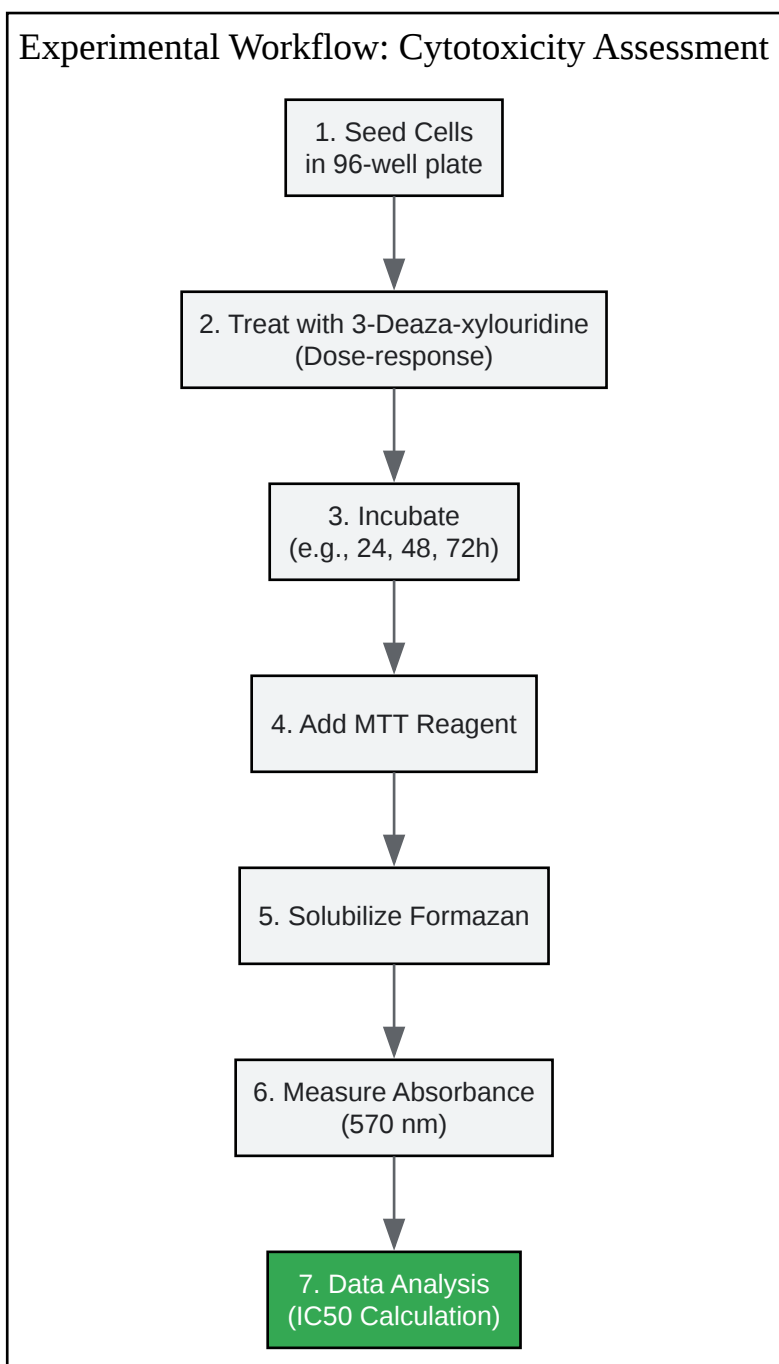 Experimental Workflow: Cytotoxicity Assessment
1. Seed Cells
in 96-well plate
2. Treat with 3-Deaza-xylouridine
(Dose-response)
3. Incubate
(e.g., 24, 48, 72h)
4. Add MTT Reagent
5. Solubilize Formazan
6. Measure Absorbance
(570 nm)
7. Data Analysis
(IC50 Calculation)